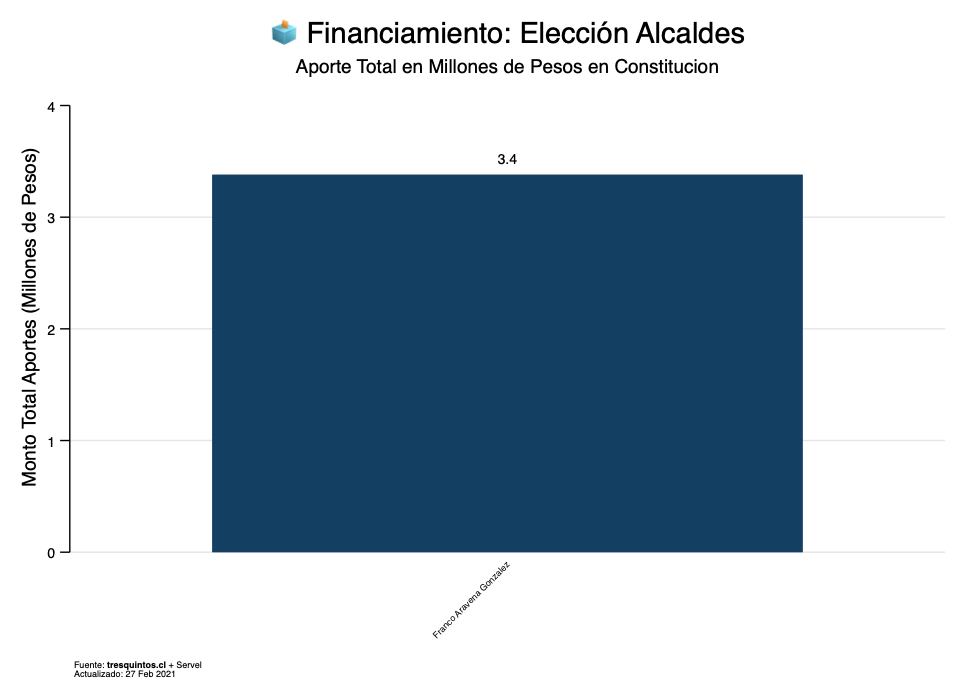 Financiamiento: Elección Alcaldes
Aporte Total en Millones de Pesos en Constitucion
Monto Total Aportes (Millones de Pesos)
4
3
2
1
0
3.4
Franco Aravena Gonzalez
Fuente: tresquintos.cl + Servel
Actualizado: 27 Feb 2021